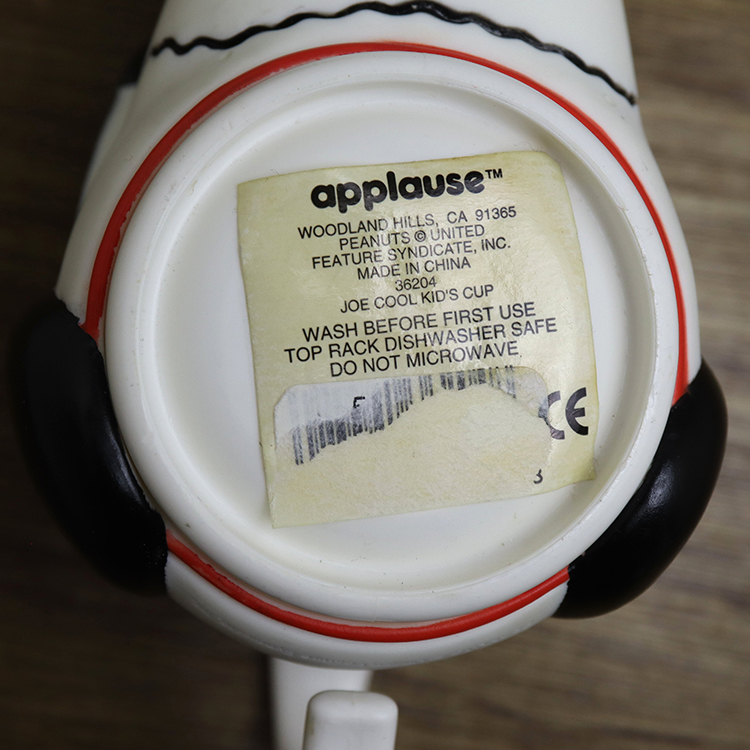 applause™
WOODLAND HILLS, CA 91365
PEANUTS © UNITED
FEATURE SYNDICATE, INC.
MADE IN CHINA
36204
JOE COOL KID'S CUP
WASH BEFORE FIRST USE
TOP RACK DISHWASHER SAFE
DO NOT MICROWAVE
CE